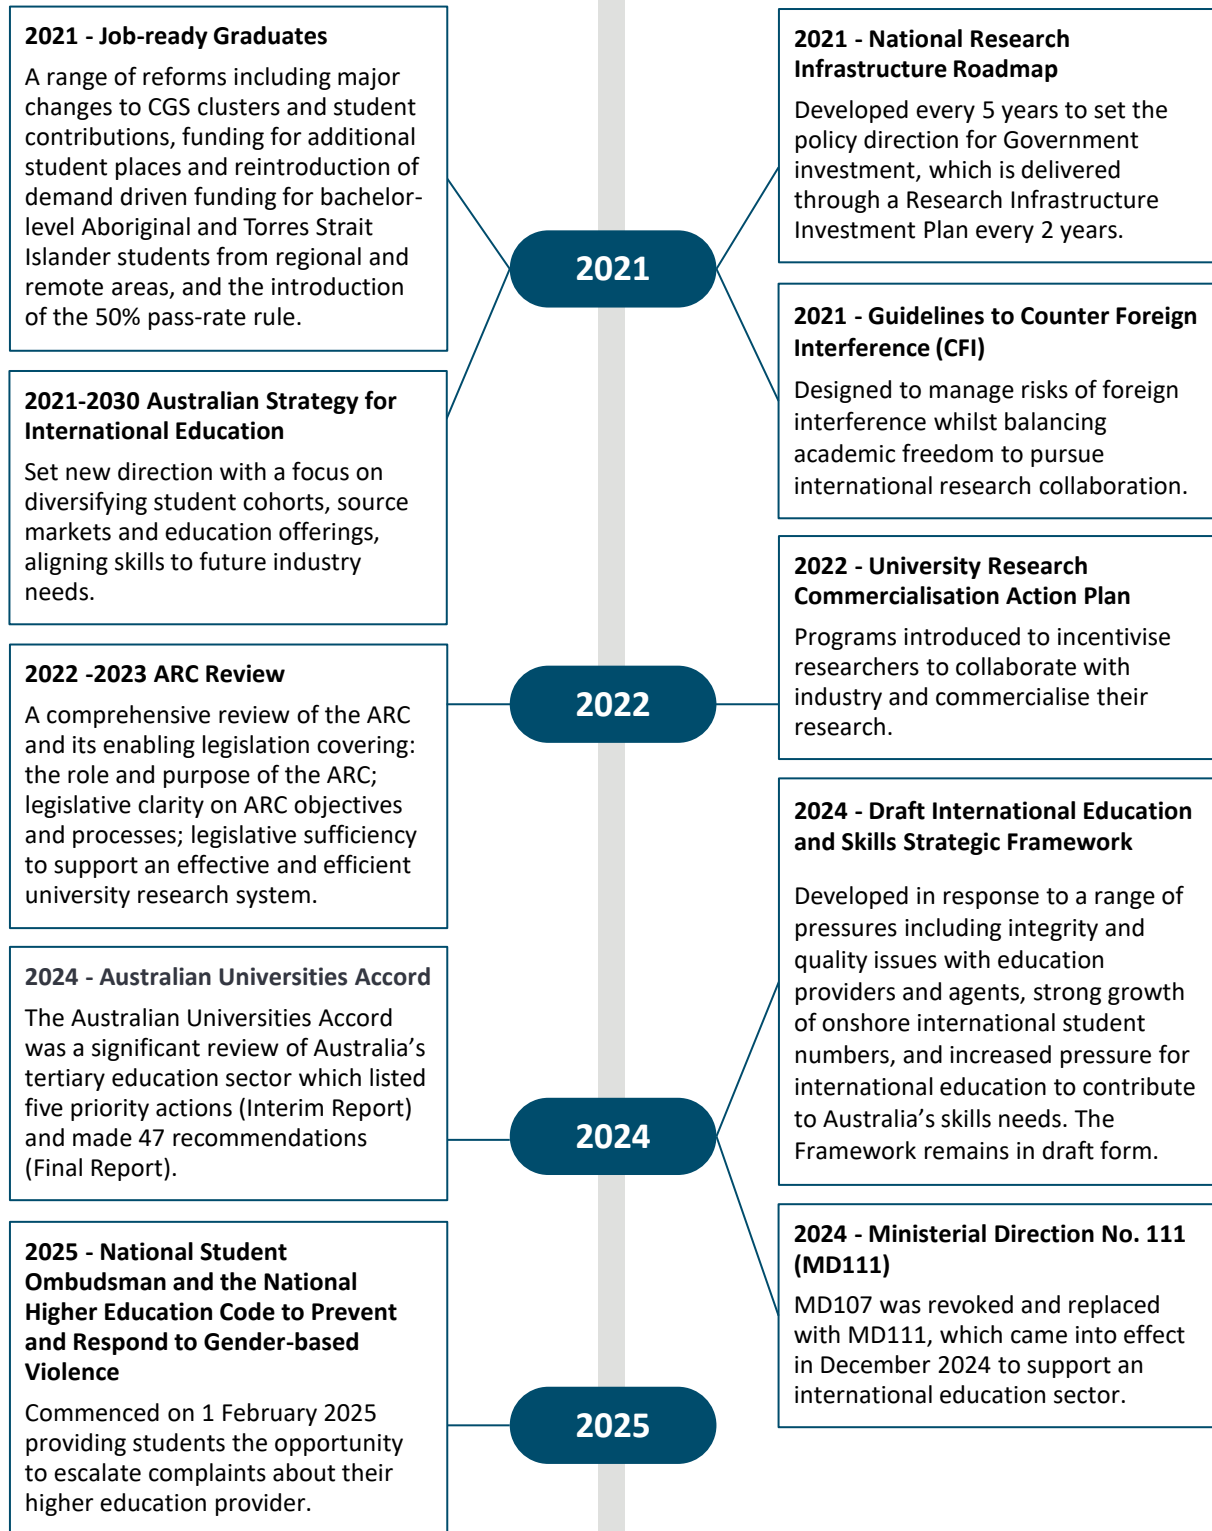 2021 - Job-ready Graduates
A range of reforms including major
changes to CGS clusters and student
contributions, funding for additional
student places and reintroduction of
demand driven funding for bachelor-
level Aboriginal and Torres Strait
Islander students from regional and
remote areas, and the introduction
of the 50% pass-rate rule.
2021-2030 Australian Strategy for
International Education
Set new direction with a focus on
diversifying student cohorts, source
markets and education offerings,
aligning skills to future industry
needs.
2021
2021 - National Research
Infrastructure Roadmap
Developed every 5 years to set the
policy direction for Government
investment, which is delivered
through a Research Infrastructure
Investment Plan every 2 years.
2021 - Guidelines to Counter Foreign
Interference (CFI)
Designed to manage risks of foreign
interference whilst balancing
academic freedom to pursue
international research collaboration.
2022 -2023 ARC Review
A comprehensive review of the ARC
and its enabling legislation covering:
the role and purpose of the ARC;
legislative clarity on ARC objectives
and processes; legislative sufficiency
to support an effective and efficient
university research system.
2022
2022 - University Research
Commercialisation Action Plan
Programs introduced to incentivise
researchers to collaborate with
industry and commercialise their
research.
2024 - Australian Universities Accord
The Australian Universities Accord
was a significant review of Australia’s
tertiary education sector which listed
five priority actions (Interim Report)
and made 47 recommendations
(Final Report).
2024
2024 - Draft International Education
and Skills Strategic Framework
Developed in response to a range of
pressures including integrity and
quality issues with education
providers and agents, strong growth
of onshore international student
numbers, and increased pressure for
international education to contribute
to Australia’s skills needs. The
Framework remains in draft form.
2024 - Ministerial Direction No. 111
(MD111)
MD107 was revoked and replaced
with MD111, which came into effect
in December 2024 to support an
international education sector.
2025 - National Student
Ombudsman and the National
Higher Education Code to Prevent
and Respond to Gender-based
Violence
Commenced on 1 February 2025
providing students the opportunity
to escalate complaints about their
higher education provider.
2025